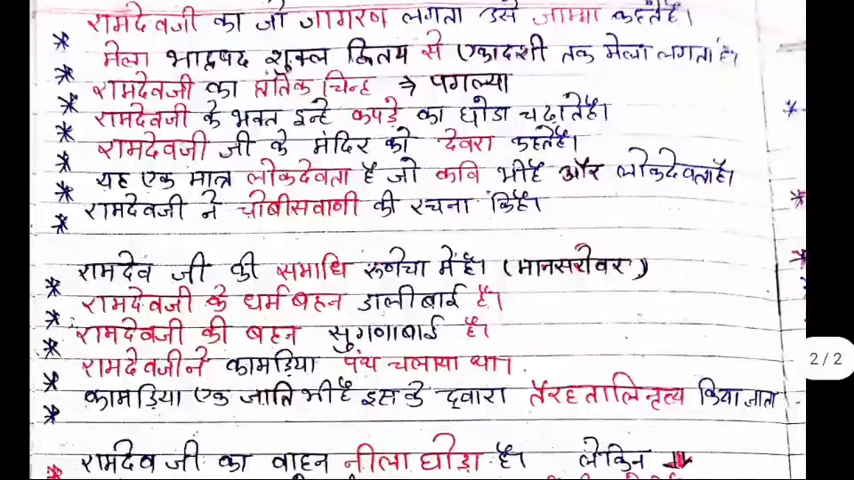 रामदेवजी का जो जागरण लगता उसे जाम्मा कहतेहै।
* मेला भाद्रपद शुक्ल द्वितय से एकादशी तक मेला लगता है।
* रामदेवजी का प्रतिक चिन्ह ⇒ पगल्या
* रामदेवजी के भक्त इन्हे कपडे का घोडा चढ़ातेहै।
* रामदेवजी जी के मंदिर को देवरा कहतेहै।
* यह एक मात्र लोकदेवता है जो कवि भीहै और लोकदेवताहै।
* रामदेवजी ने चोबीसवाणी की रचना किहै।
* रामदेव जी की समाधि रूणेचा मेंहै। (मानसरोवर)
* रामदेवजी के धर्म बहन डालीबाई है।
* रामदेवजी की बहन सुगणाबाई है।
* रामदेवजीने कामड़िया पंथ चलाया था।
* कामड़िया एक जाति भीहै इसके द्वारा तैरहतालिनृत्य किया जाता
* रामदेव जी का वाहन नीला घोड़ा है। लेकिन
2/2